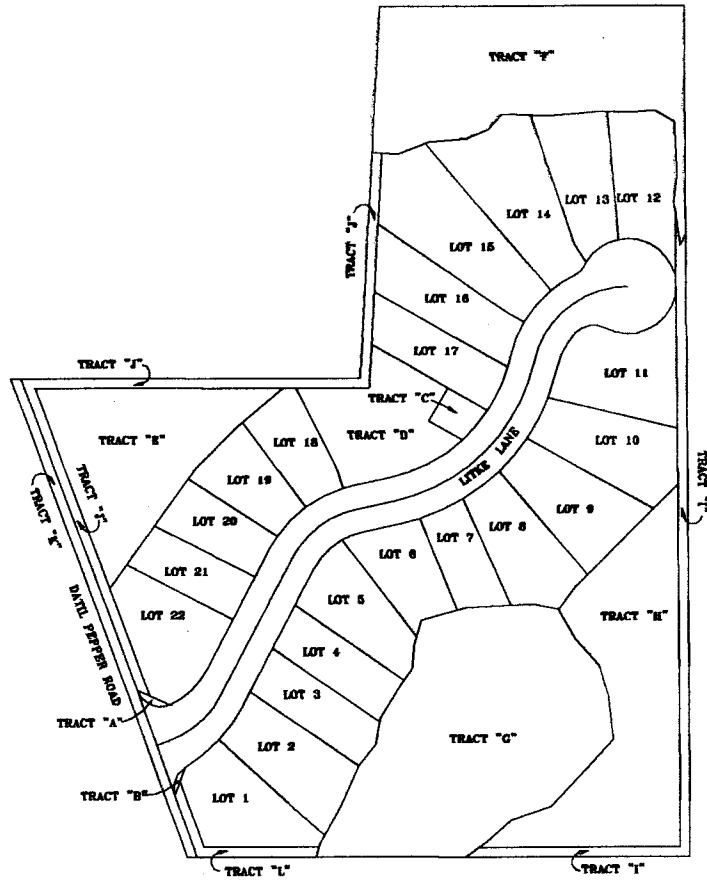 TRACT "F"
LOT 13
LOT 12
LOT 14
TRACT "J"
LOT 15
LOT 16
LOT 17
TRACT "J"
LOT 11
TRACT "C"
TRACT "E"
LOT 18
TRACT "D"
LOT 10
LITKE LANE
TRACT "I"
LOT 19
TRACT "K"
TRACT "J"
LOT 20
LOT 9
LOT 8
LOT 7
LOT 6
LOT 21
LOT 5
LOT 22
TRACT "H"
DATIL PEPPER ROAD
LOT 4
LOT 3
TRACT "A"
TRACT "G"
LOT 2
TRACT "B"
LOT 1
TRACT "L"
TRACT "I"